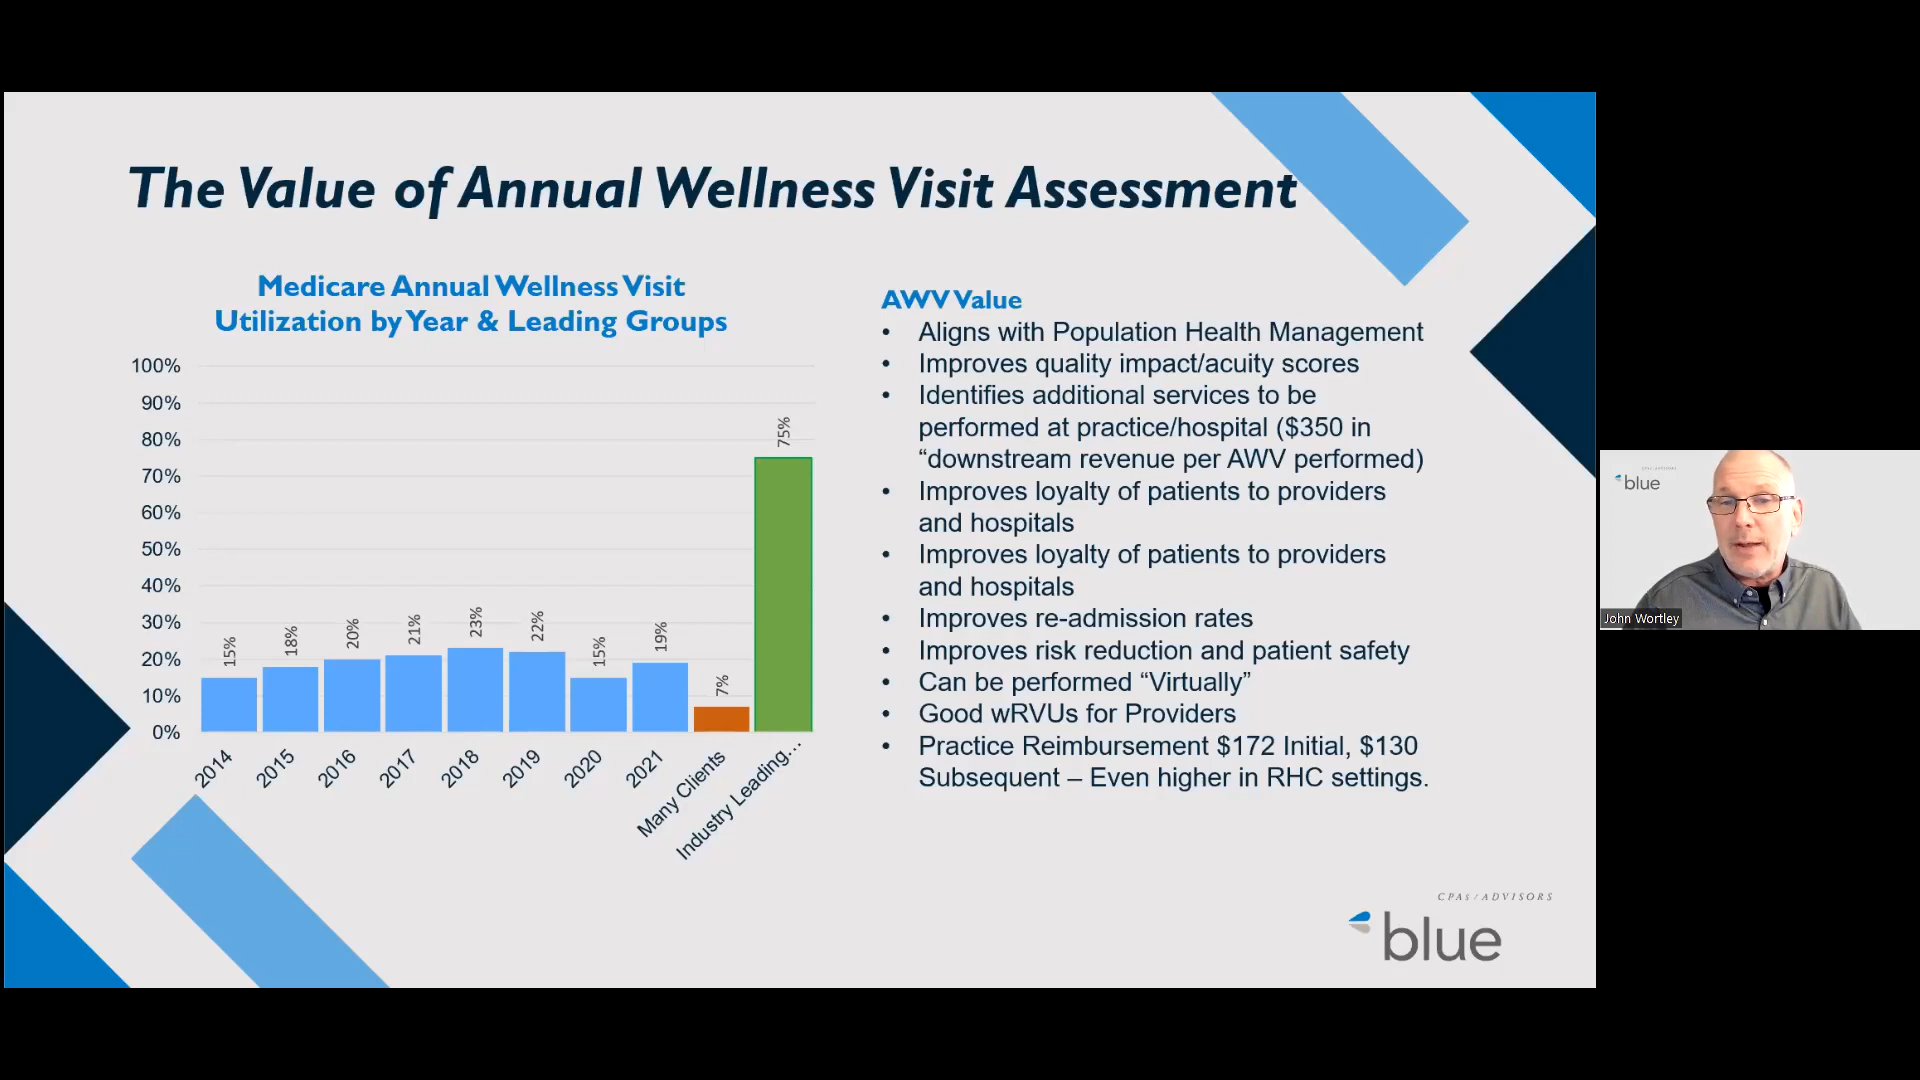 The Value of Annual Wellness Visit Assessment
Medicare Annual Wellness Visit
Utilization by Year & Leading Groups
100%
90%
80%
70%
60%
50%
40%
30%
20%
10%
0%
15%
18%
20%
21%
23%
22%
15%
19%
7%
75%
2014
2015
2016
2017
2018
2019
2020
2021
Many Clients
Industry Leading...
AWV Value
• Aligns with Population Health Management
• Improves quality impact/acuity scores
• Identifies additional services to be
performed at practice/hospital ($350 in
“downstream revenue per AWV performed)
• Improves loyalty of patients to providers
and hospitals
• Improves loyalty of patients to providers
and hospitals
• Improves re-admission rates
• Improves risk reduction and patient safety
• Can be performed “Virtually”
• Good wRVUs for Providers
• Practice Reimbursement $172 Initial, $130
Subsequent – Even higher in RHC settings.
CPAs / ADVISORS
blue
blue
John Wortley